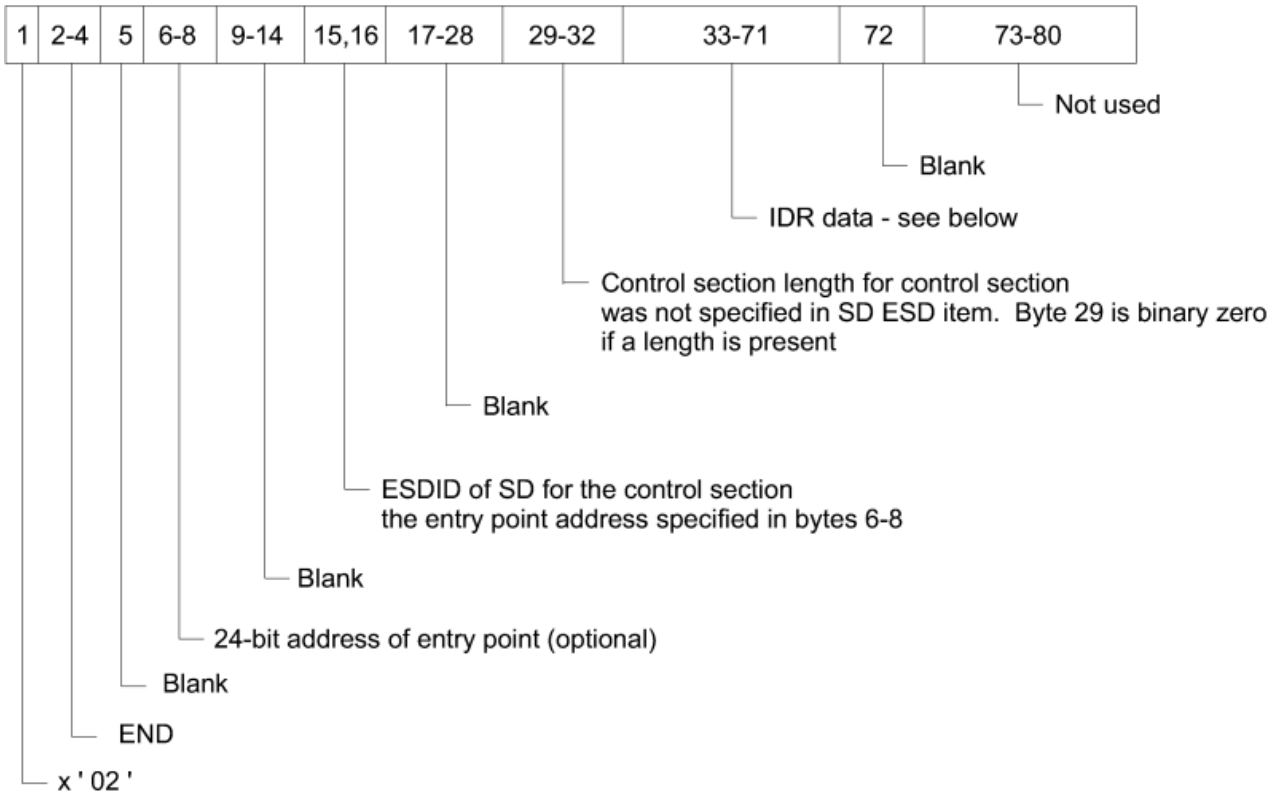 1 2-4 5 6-8 9-14 15,16 17-28 29-32 33-71 72 73-80
Not used
Blank
IDR data - see below
Control section length for control section
was not specified in SD ESD item. Byte 29 is binary zero
if a length is present
Blank
ESDID of SD for the control section
the entry point address specified in bytes 6-8
Blank
24-bit address of entry point (optional)
Blank
END
x ' 02 '